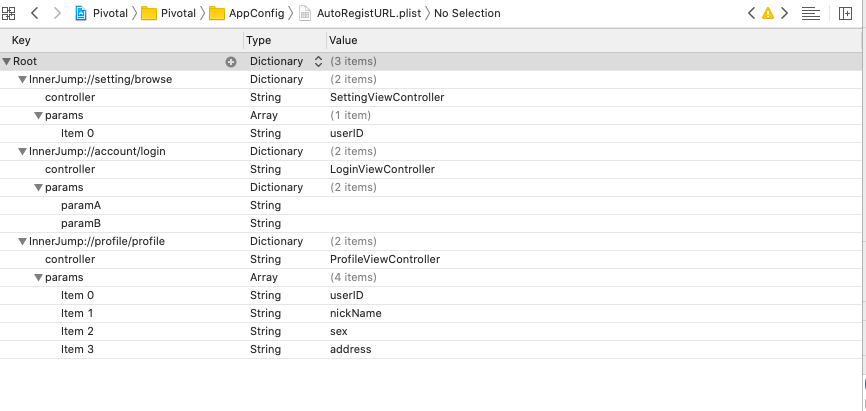 Pivotal Pivotal AppConfig AutoRegistURL.plist No Selection
Key Type Value
Root Dictionary (3 items)
InnerJump://setting/browse Dictionary (2 items)
controller String SettingViewController
params Array (1 item)
Item 0 String userID
InnerJump://account/login Dictionary (2 items)
controller String LoginViewController
params Dictionary (2 items)
paramA String
paramB String
InnerJump://profile/profile Dictionary (2 items)
controller String ProfileViewController
params Array (4 items)
Item 0 String userID
Item 1 String nickName
Item 2 String sex
Item 3 String address